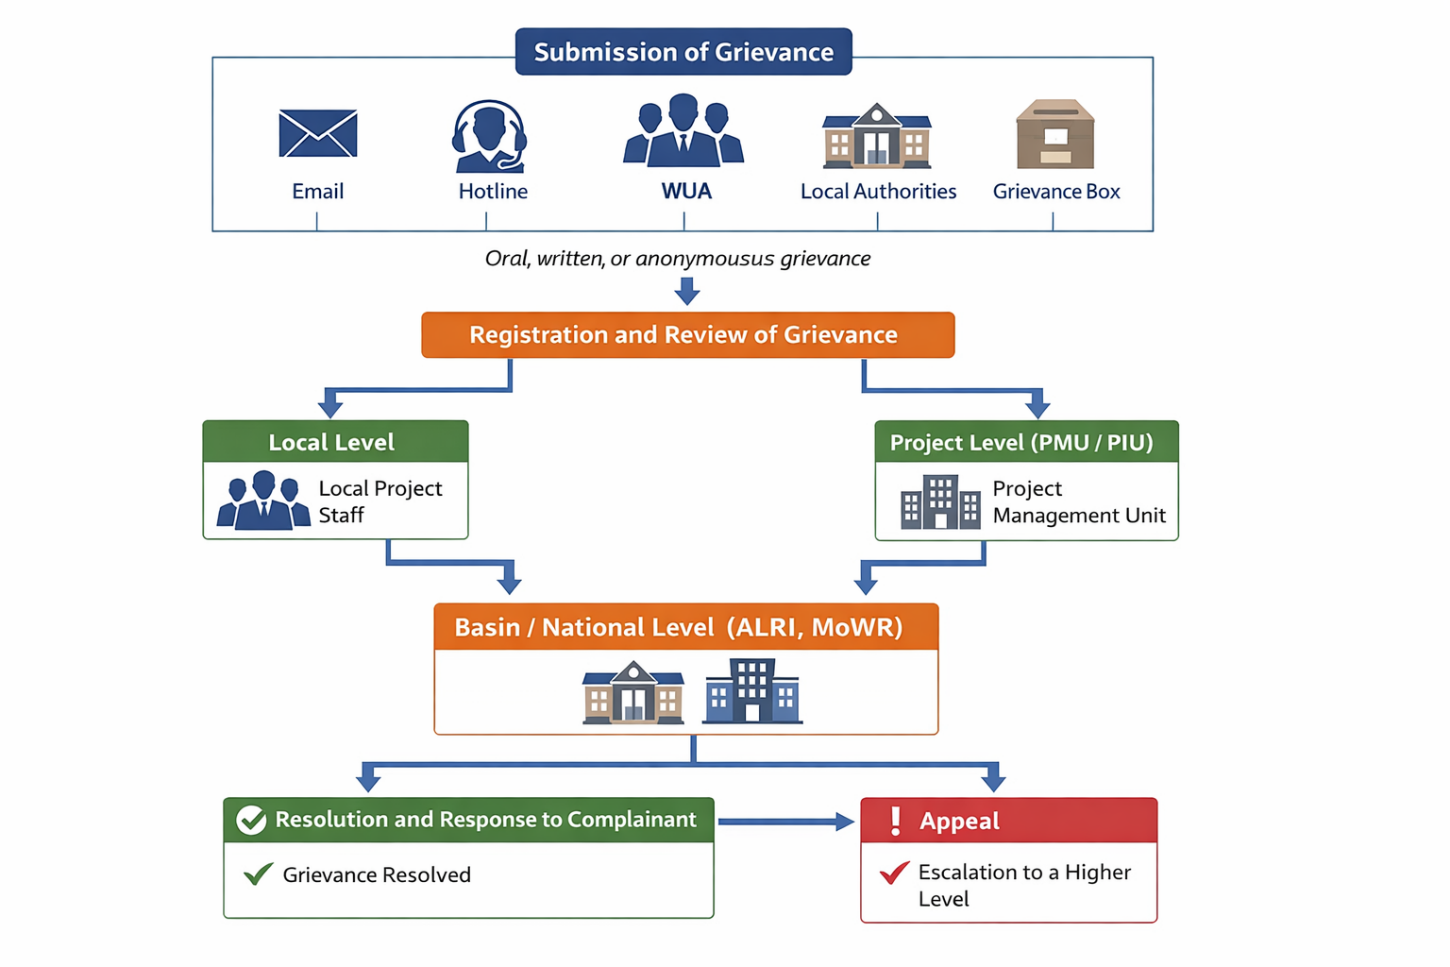 Submission of Grievance
Email
Hotline
WUA
Local Authorities
Grievance Box
Oral, written, or anonymousus grievance
Registration and Review of Grievance
Local Level
Local Project
Staff
Project Level (PMU / PIU)
Project
Management Unit
Basin / National Level (ALRI, MoWR)
Resolution and Response to Complainant
Grievance Resolved
! Appeal
Escalation to a Higher
Level